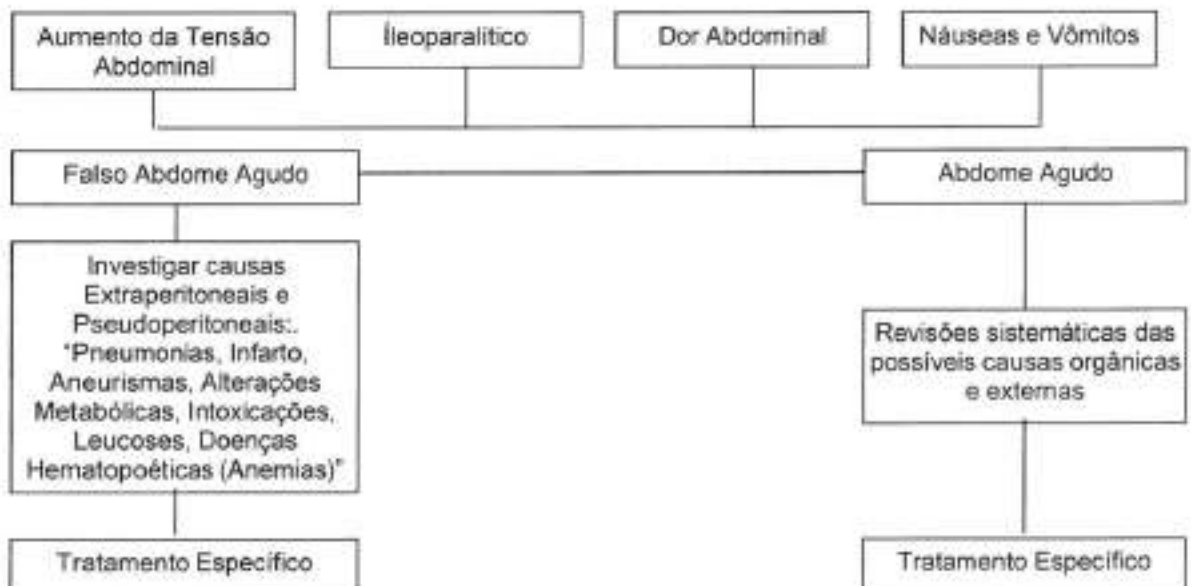 Aumento da Tensão
Abdominal
Íleoparalítico
Dor Abdominal
Náuseas e Vômitos
Falso Abdome Agudo
Abdome Agudo
Investigar causas
Extraperitoneais e
Pseudoperitoneais:.
"Pneumonias, Infarto,
Aneurismas, Alterações
Metabólicas, Intoxicações,
Leucoses, Doenças
Hematopoéticas (Anemias)"
Revisões sistemáticas das
possíveis causas orgânicas
e externas
Tratamento Específico
Tratamento Específico